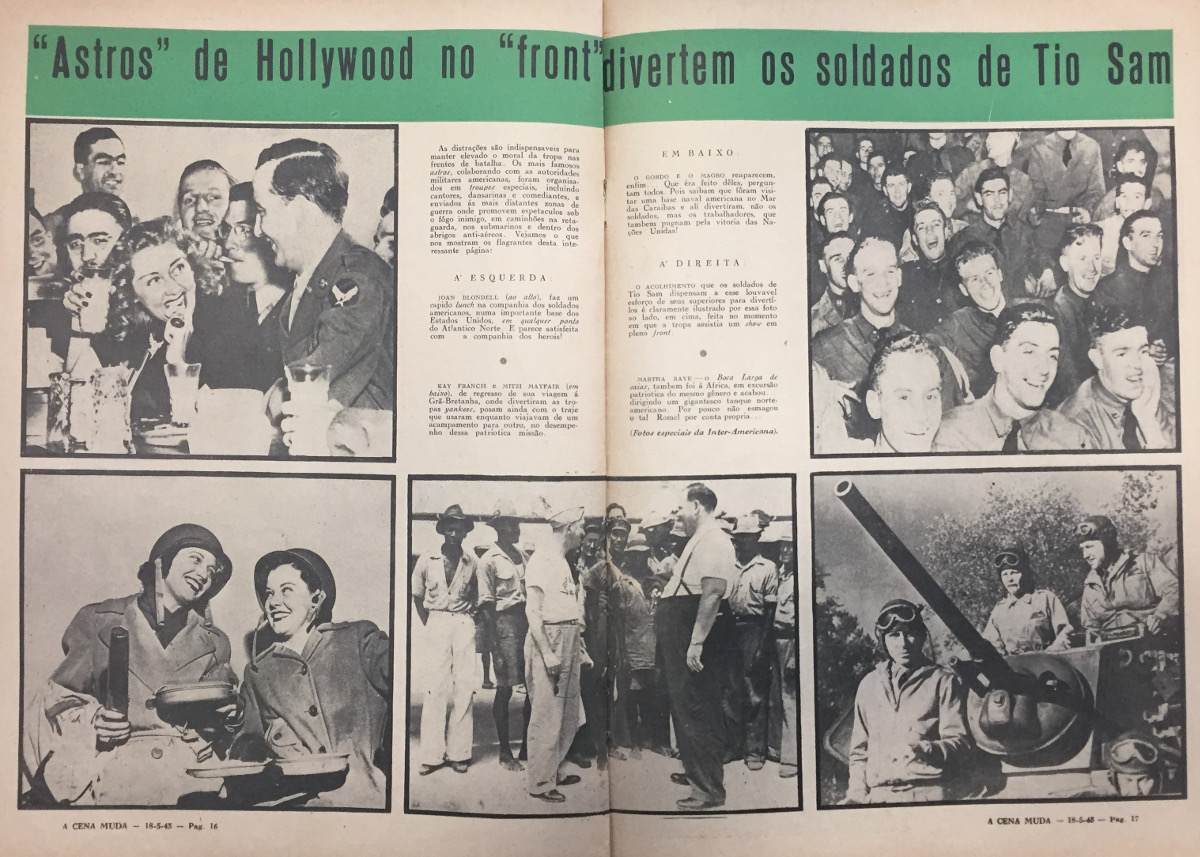 "Astros" de Hollywood no "front" divertem os soldados de Tio Sam
As distrações são indispensaveis para
manter elevado o moral da tropa nas
frentes de batalha. Os mais famosos
astros, colaborando com as autoridades
militares americanas, foram organisa-
dos em troupes especiais, incluindo
cantores, dansarinas e comediantes, e
enviados ás mais distantes zonas de
guerra onde promovem espetaculos sob
o fôgo inimigo, em caminhões na reta-
guarda, nos submarinos e dentro dos
abrigos anti-aéreos. Vejamos o que
nos mostram os flagrantes desta inte-
ressante página:
A' ESQUERDA:
JOAN BLONDELL (ao alto), faz um
rapido lunch na companhia dos soldados
americanos, numa importante base dos
Estados Unidos, em qualquer ponto
do Atlantico Norte. E parece satisfeita
com a companhia dos herois!
KAY FRANCIS e MITZI MAYFAIR (em
baixo), de regresso de sua viagem á
Grã-Bretanha, onde divertiram as tro-
pas yankees, posam ainda com o traje
que usaram enquanto viajavam de um
acampamento para outro, no desempe-
nho dessa patriotica missão.
EM BAIXO:
O GORDO E O MAGRO reaparecem,
enfim. Que éra feito dêles, pergun-
tam todos. Pois saibam que fôram visi-
tar uma base naval americana no Mar
das Caraibas e ali divertiram, não os
soldados, mas os trabalhadores, que
tambem pugnam pela vitoria das Na-
ções Unidas!
A' DIREITA:
O ACOLHIMENTO que os soldados de
Tio Sam dispensam a esse louvavel
esforço de seus superiores para diverti-
los é claramente ilustrado por essa foto
ao lado, em cima, feita no momento
em que a tropa assistia um show em
pleno front.
MARTHA RAYE — o Boca Larga de
saias, tambem foi á Africa, em excursão
patriotica do mesmo gênero e acabou...
dirigindo um gigantesco tanque norte-
americano. Por pouco não esmagou
o tal Romel por conta propria...
(Fotos especiais da Inter-Americana).
A CENA MUDA — 18-5-43 — Pag. 16
A CENA MUDA — 18-5-43 — Pag. 17